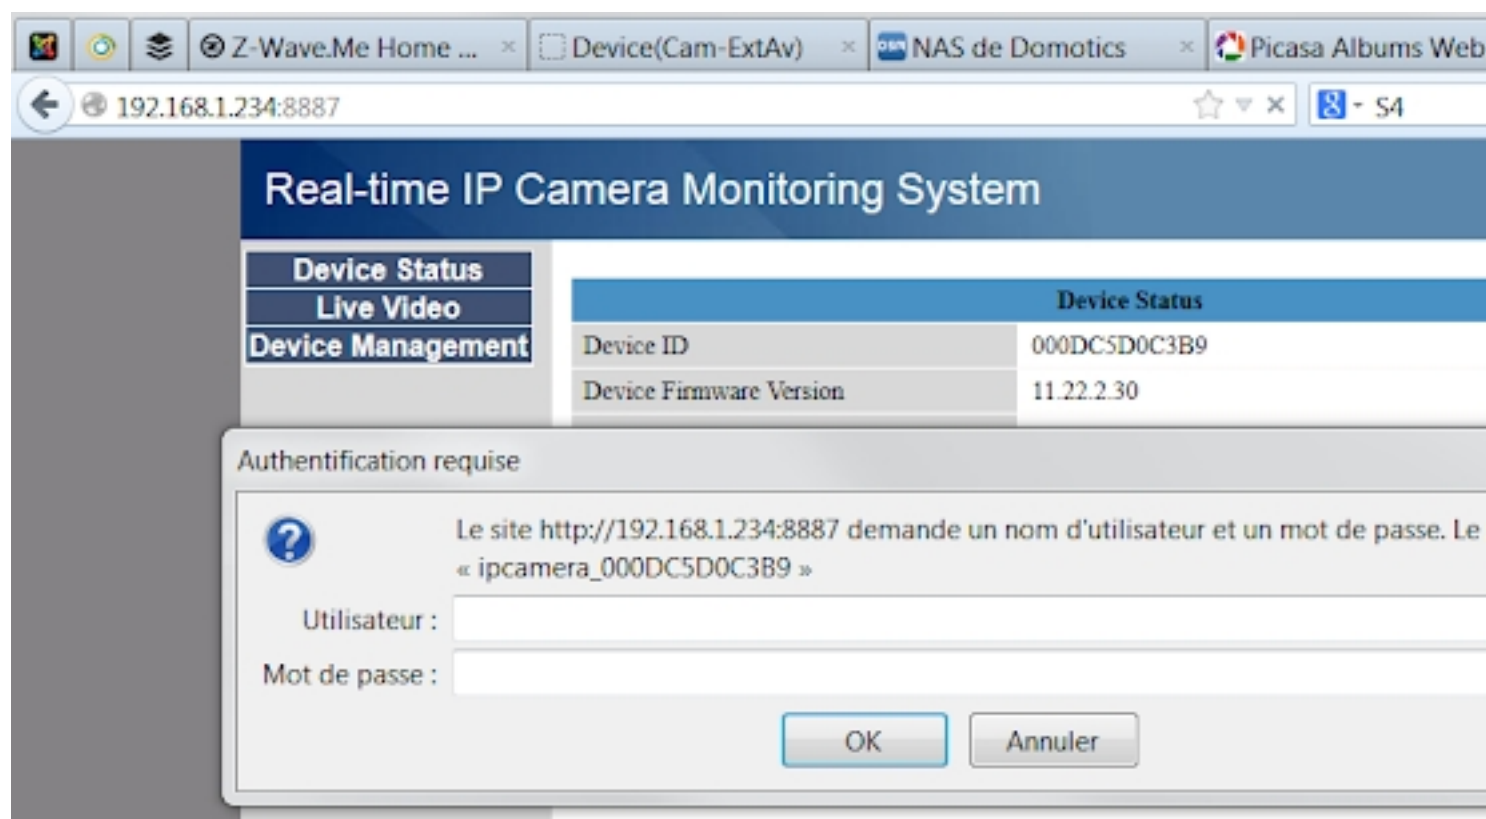 Z-Wave.Me Home ... Device(Cam-ExtAv) NAS de Domotics Picasa Albums Web
192.168.1.234:8887 S4
Real-time IP Camera Monitoring System
Device Status
Live Video
Device Management
Device Status
Device ID 000DC5D0C3B9
Device Firmware Version 11.22.2.30
Authentification requise
Le site http://192.168.1.234:8887 demande un nom d'utilisateur et un mot de passe. Le
« ipcamera_000DC5D0C3B9 »
Utilisateur :
Mot de passe :
OK Annuler